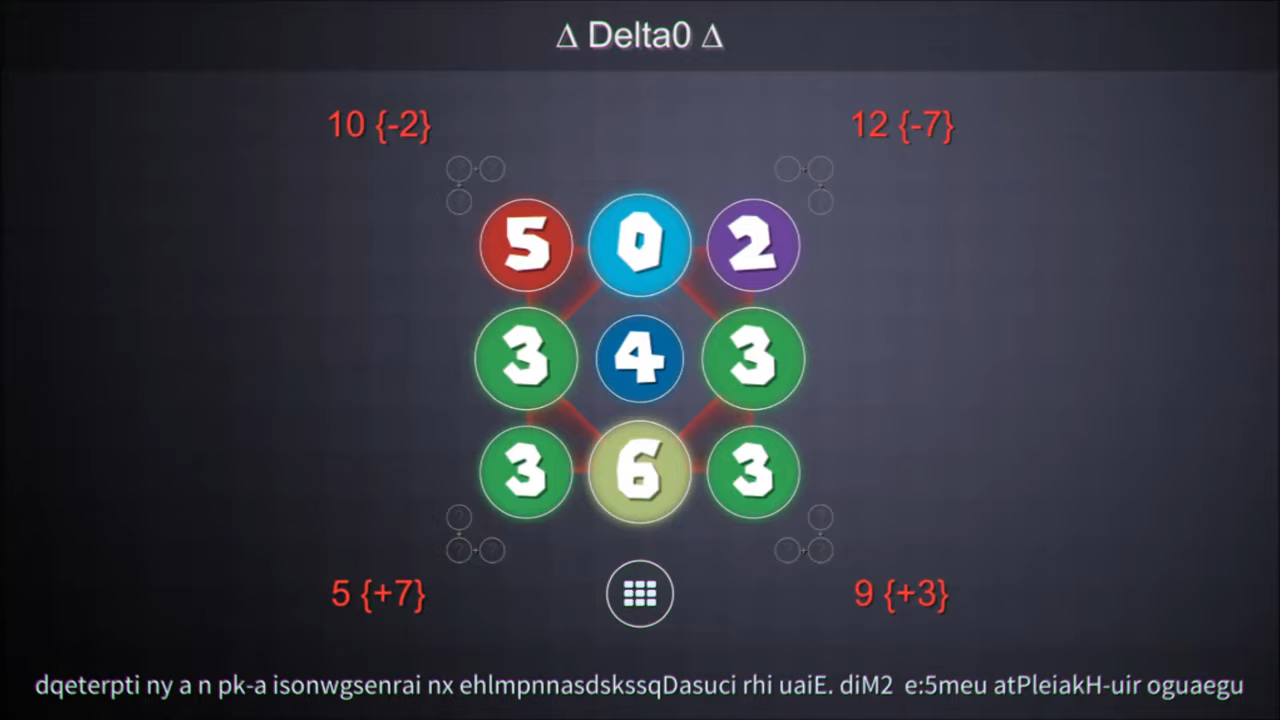 Δ Delta0 Δ
10 {-2}
12 {-7}
5 0 2
3 4 3
3 6 3
5 {+7}
9 {+3}
dqeterpti ny a n pk-a isonwgsenrai nx ehlmpnnasdskssqDasuci rhi uaiE. diM2 e:5meu atPleiakH-uir oguaegu